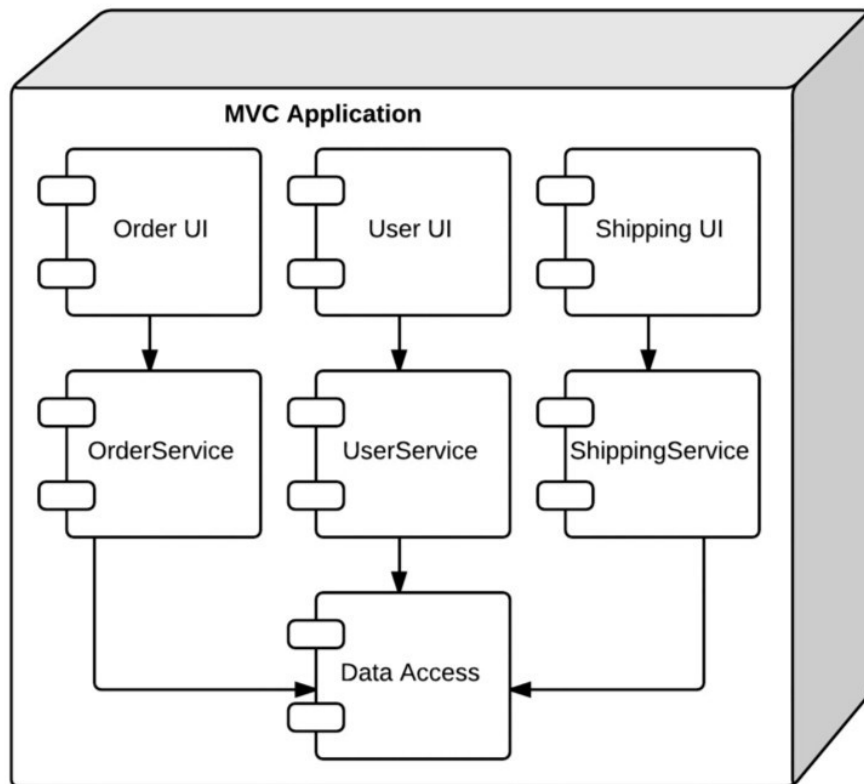 MVC Application
Order UI
User UI
Shipping UI
OrderService
UserService
ShippingService
Data Access